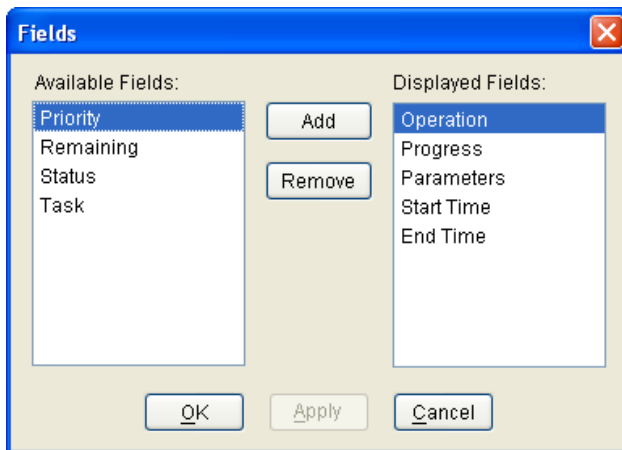 Fields
Available Fields:
Priority
Remaining
Status
Task
Add
Remove
Displayed Fields:
Operation
Progress
Parameters
Start Time
End Time
OK
Apply
Cancel